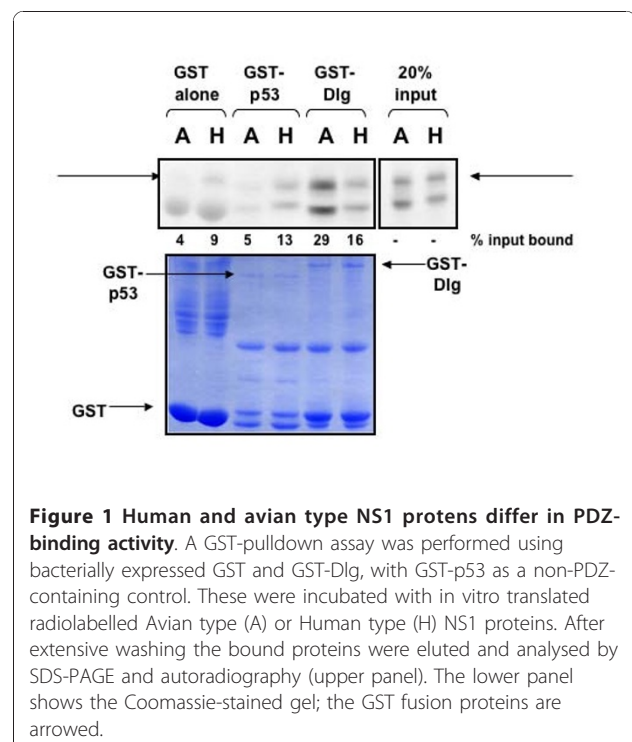 GST alone GST-p53 GST-Dlg 20% input
A H A H A H A H
4 9 5 13 29 16 - - % input bound
GST-p53
GST-Dlg
GST
Figure 1 Human and avian type NS1 protens differ in PDZ-
binding activity. A GST-pulldown assay was performed using
bacterially expressed GST and GST-Dlg, with GST-p53 as a non-PDZ-
containing control. These were incubated with in vitro translated
radiolabelled Avian type (A) or Human type (H) NS1 proteins. After
extensive washing the bound proteins were eluted and analysed by
SDS-PAGE and autoradiography (upper panel). The lower panel
shows the Coomassie-stained gel; the GST fusion proteins are
arrowed.